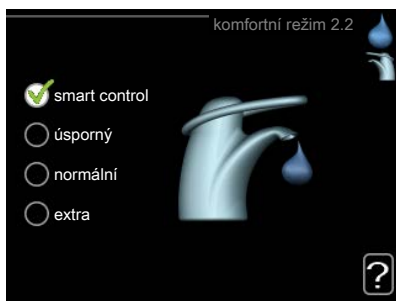 komfortní režim 2.2
smart control
úsporný
normální
extra
?